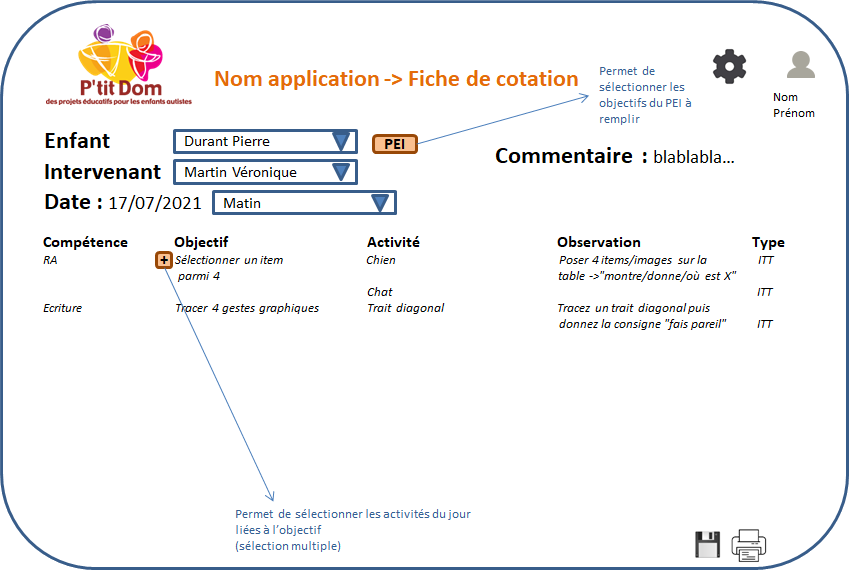 P'tit Dom
des projets éducatifs pour les enfants autistes
Nom application -> Fiche de cotation
Permet de
sélectionner les
objectifs du PEI à
remplir
Nom
Prénom
Enfant
Durant Pierre
PEI
Commentaire : blablabla...
Intervenant
Martin Véronique
Date : 17/07/2021
Matin
Compétence Objectif Activité Observation Type
RA + Sélectionner un item Chien Poser 4 items/images sur la ITT
parmi 4 table ->"montre/donne/où est X"
Chat ITT
Ecriture Tracer 4 gestes graphiques Trait diagonal Tracez un trait diagonal puis
donnez la consigne "fais pareil" ITT
Permet de sélectionner les activités du jour
liées à l'objectif
(sélection multiple)